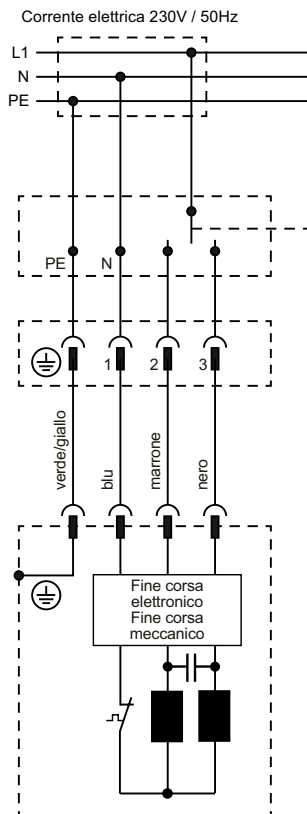 Corrente elettrica 230V / 50Hz
L1
N
PE
PE N
1 2 3
verde/giallo
blu
marrone
nero
Fine corsa
elettronico
Fine corsa
meccanico